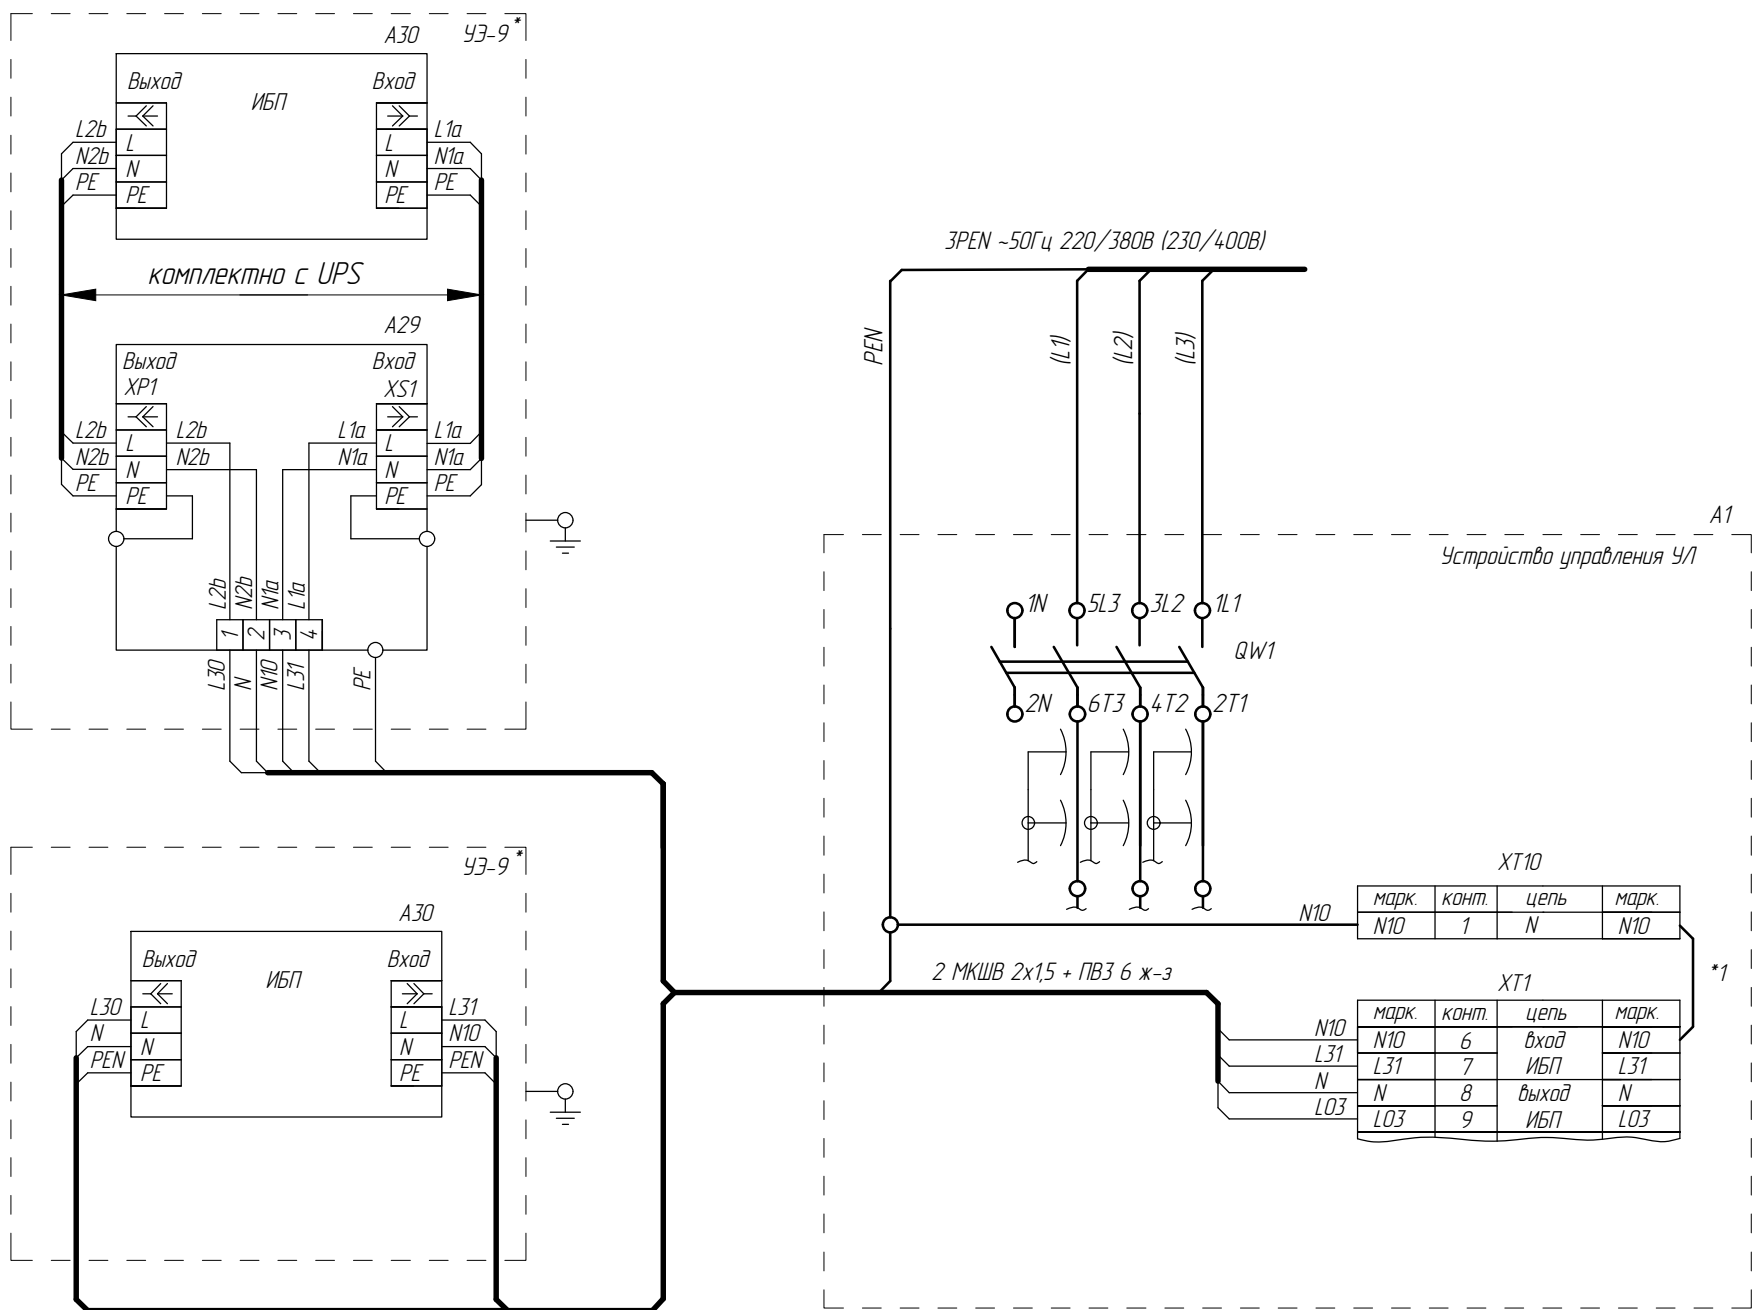 A30 УЭ-9*
Выход Вход
ИБП
L2b L L L1a
N2b N N N1a
PE PE PE PE
комплектно с UPS
A29
Выход Вход
XP1 XS1
L2b L L2b L1a L L1a
N2b N N2b N1a N N1a
PE PE PE PE
L2b N2b N1a L1a
1 2 3 4
L30 N N10 L31 PE
УЭ-9*
A30
Выход Вход
ИБП
L30 L L L31
N N N N10
PEN PE PE PEN
3PEN ~50Гц 220/380В (230/400В)
PEN (L1) (L2) (L3)
A1
Устройство управления УЛ
1N 5L3 3L2 1L1
QW1
2N 6T3 4T2 2T1
XT10
марк. конт. цепь марк.
N10 N10 1 N N10
2 МКШВ 2х1,5 + ПВ3 6 ж-з
*1
XT1
марк. конт. цепь марк.
N10 N10 6 вход N10
L31 L31 7 ИБП L31
N N 8 выход N
L03 L03 9 ИБП L03